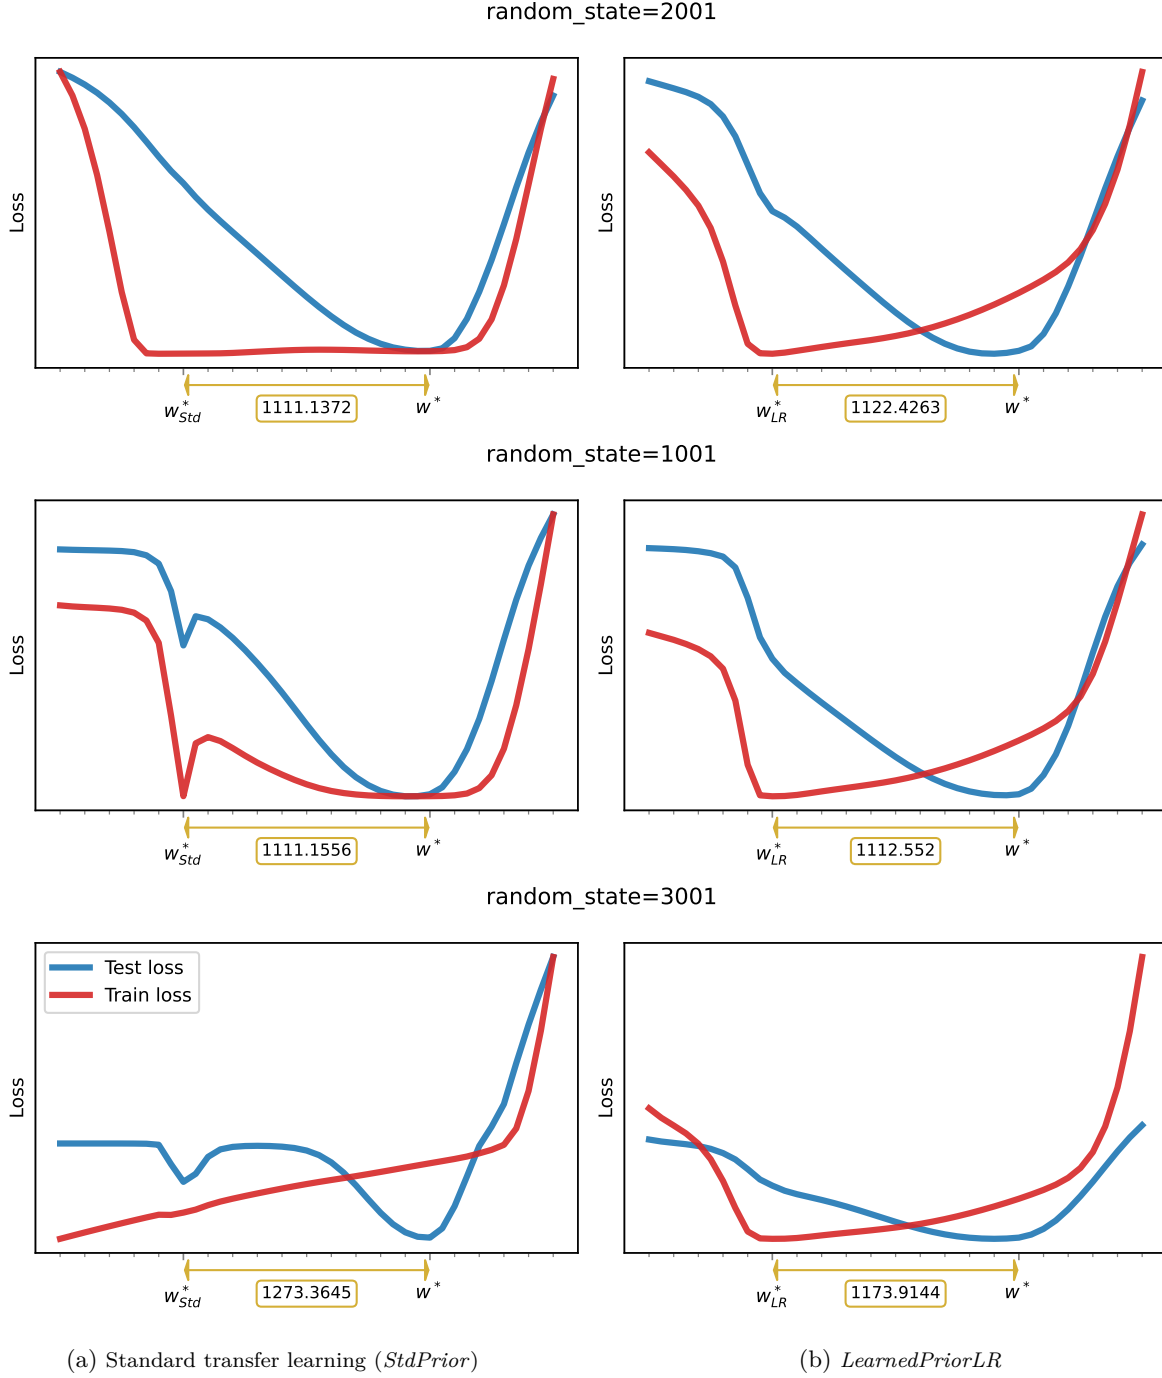 random_state=2001
Loss
Loss
w*Std 1111.1372 w*
w*LR 1122.4263 w*
random_state=1001
Loss
Loss
w*Std 1111.1556 w*
w*LR 1112.552 w*
random_state=3001
Test loss
Train loss
Loss
Loss
w*Std 1273.3645 w*
w*LR 1173.9144 w*
(a) Standard transfer learning (StdPrior)
(b) LearnedPriorLR